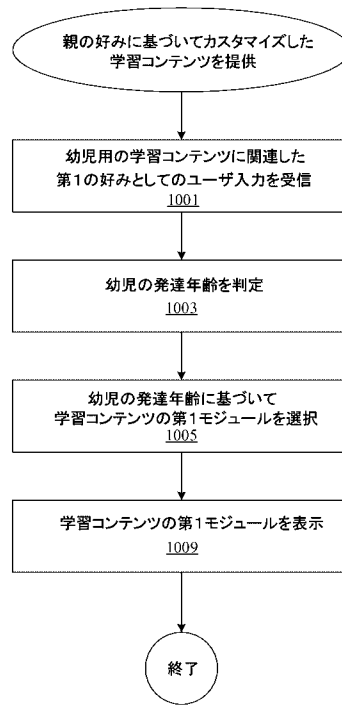 親の好みに基づいてカスタマイズした
学習コンテンツを提供
幼児用の学習コンテンツに関連した
第1の好みとしてのユーザ入力を受信
1001
幼児の発達年齢を判定
1003
幼児の発達年齢に基づいて
学習コンテンツの第1モジュールを選択
1005
学習コンテンツの第1モジュールを表示
1009
終了